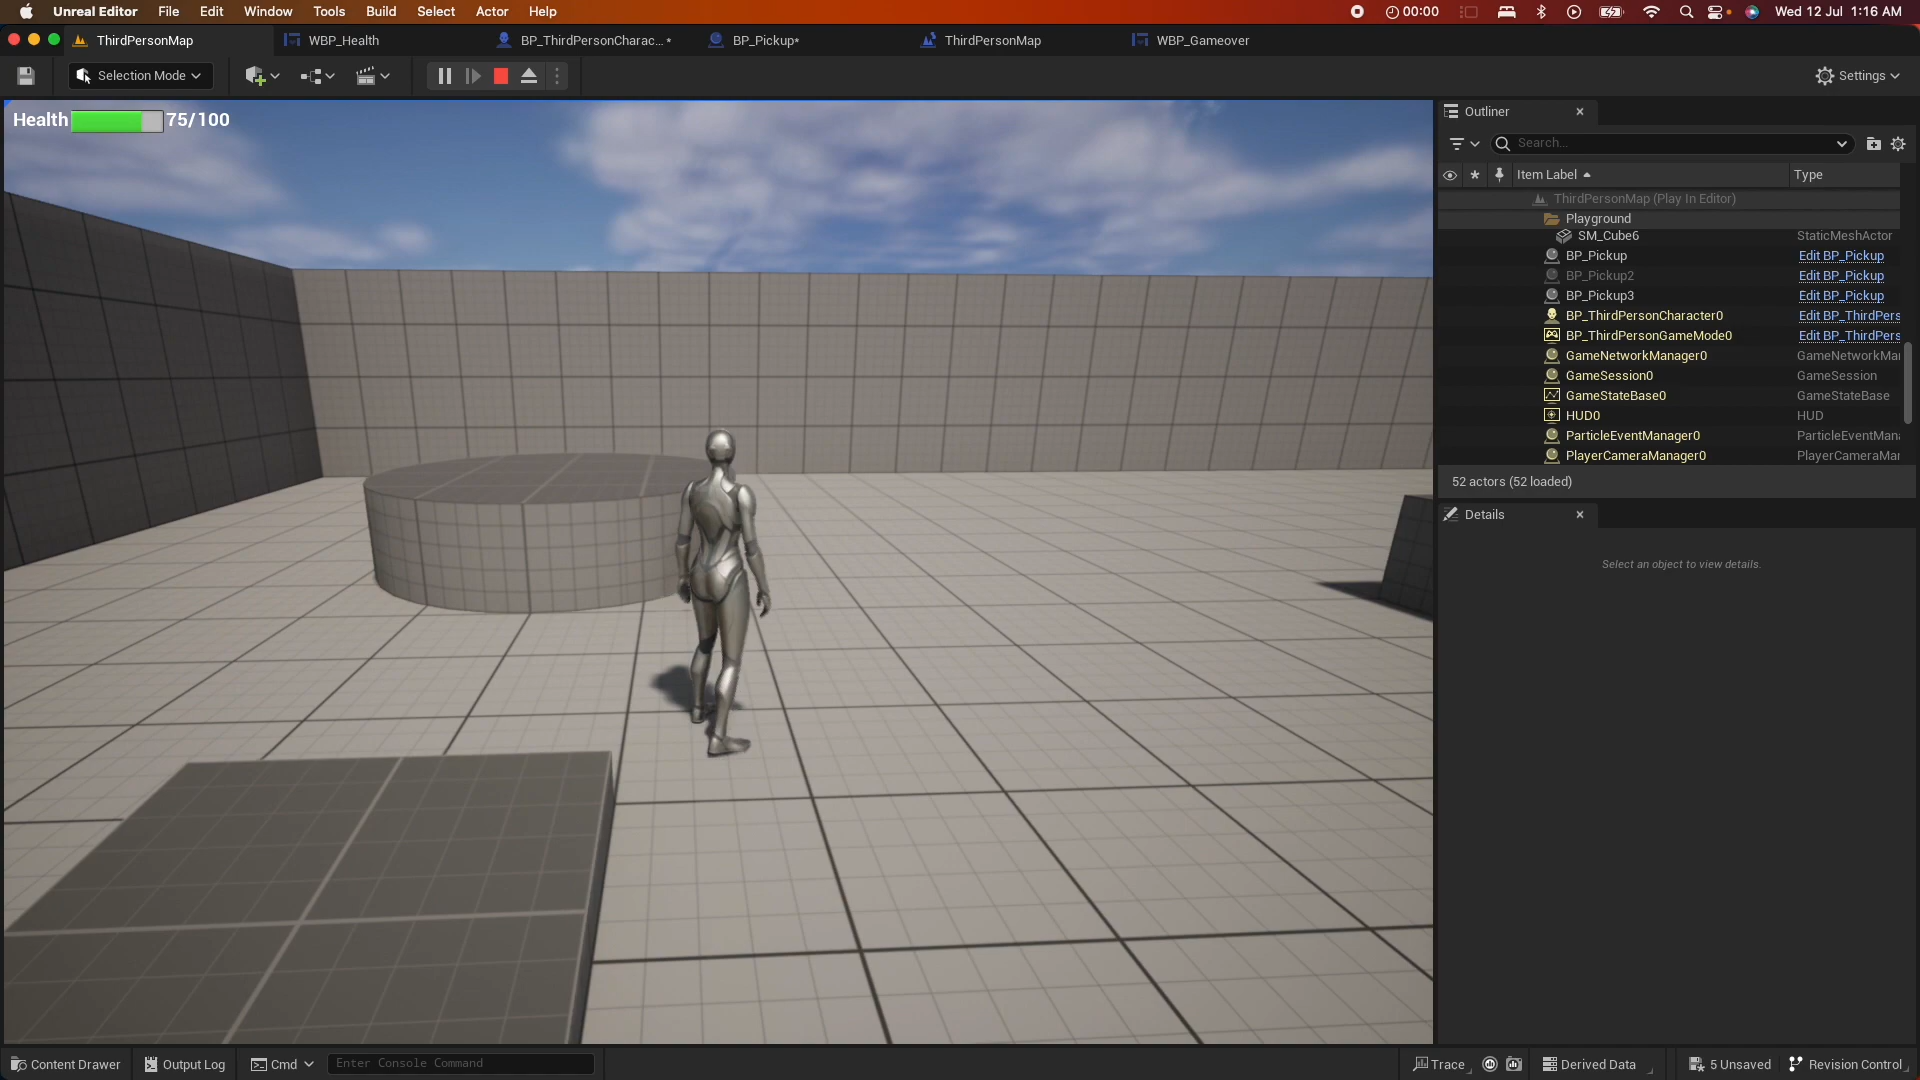 Unreal Editor File Edit Window Tools Build Select Actor Help 00:00 Wed 12 Jul 1:16 AM
ThirdPersonMap WBP_Health BP_ThirdPersonCharac...* BP_Pickup* ThirdPersonMap WBP_Gameover
Selection Mode Settings
Health 75/100
Outliner
Search...
Item Label Type
ThirdPersonMap (Play In Editor)
Playground
SM_Cube6 StaticMeshActor
BP_Pickup Edit BP_Pickup
BP_Pickup2 Edit BP_Pickup
BP_Pickup3 Edit BP_Pickup
BP_ThirdPersonCharacter0 Edit BP_ThirdPers
BP_ThirdPersonGameMode0 Edit BP_ThirdPers
GameNetworkManager0 GameNetworkMa
GameSession0 GameSession
GameStateBase0 GameStateBase
HUD0 HUD
ParticleEventManager0 ParticleEventMan
PlayerCameraManager0 PlayerCameraMa
52 actors (52 loaded)
Details
Select an object to view details.
Content Drawer Output Log Cmd Enter Console Command Trace Derived Data 5 Unsaved Revision Control